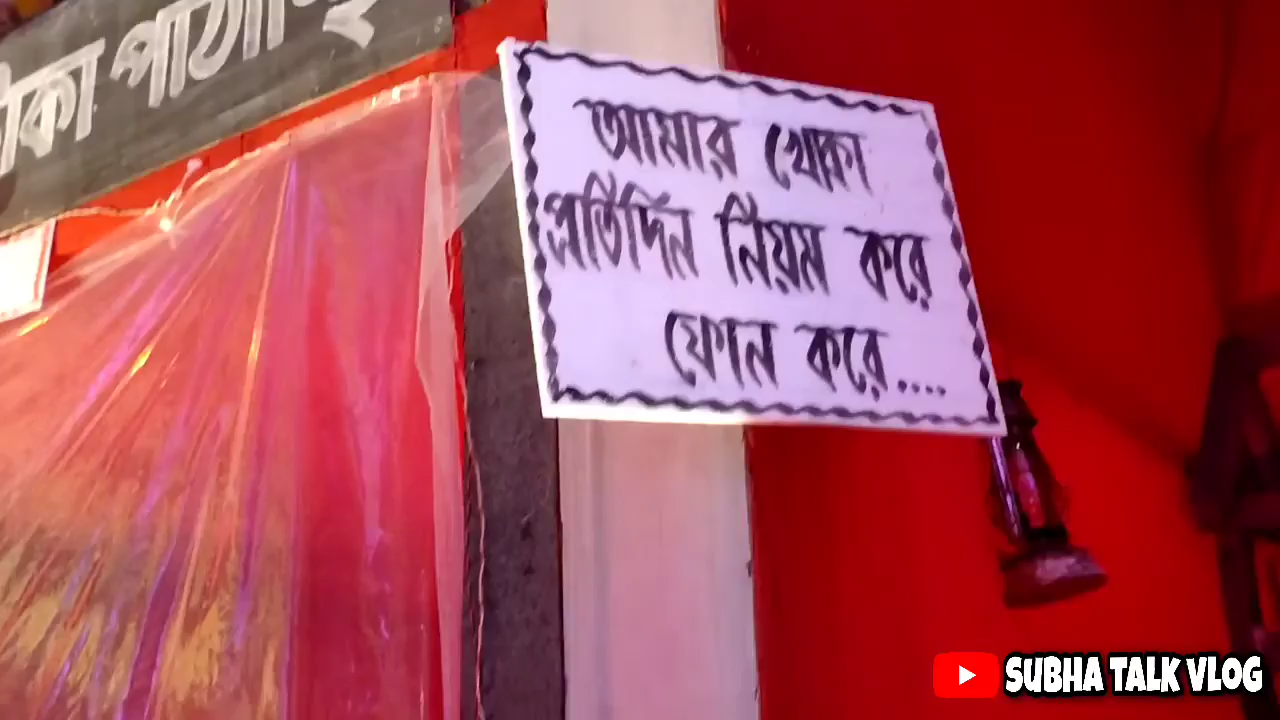 টাকা পাঠাচ্ছি
আমার খোকা
প্রতিদিন নিয়ম করে
ফোন করে....
SUBHA TALK VLOG